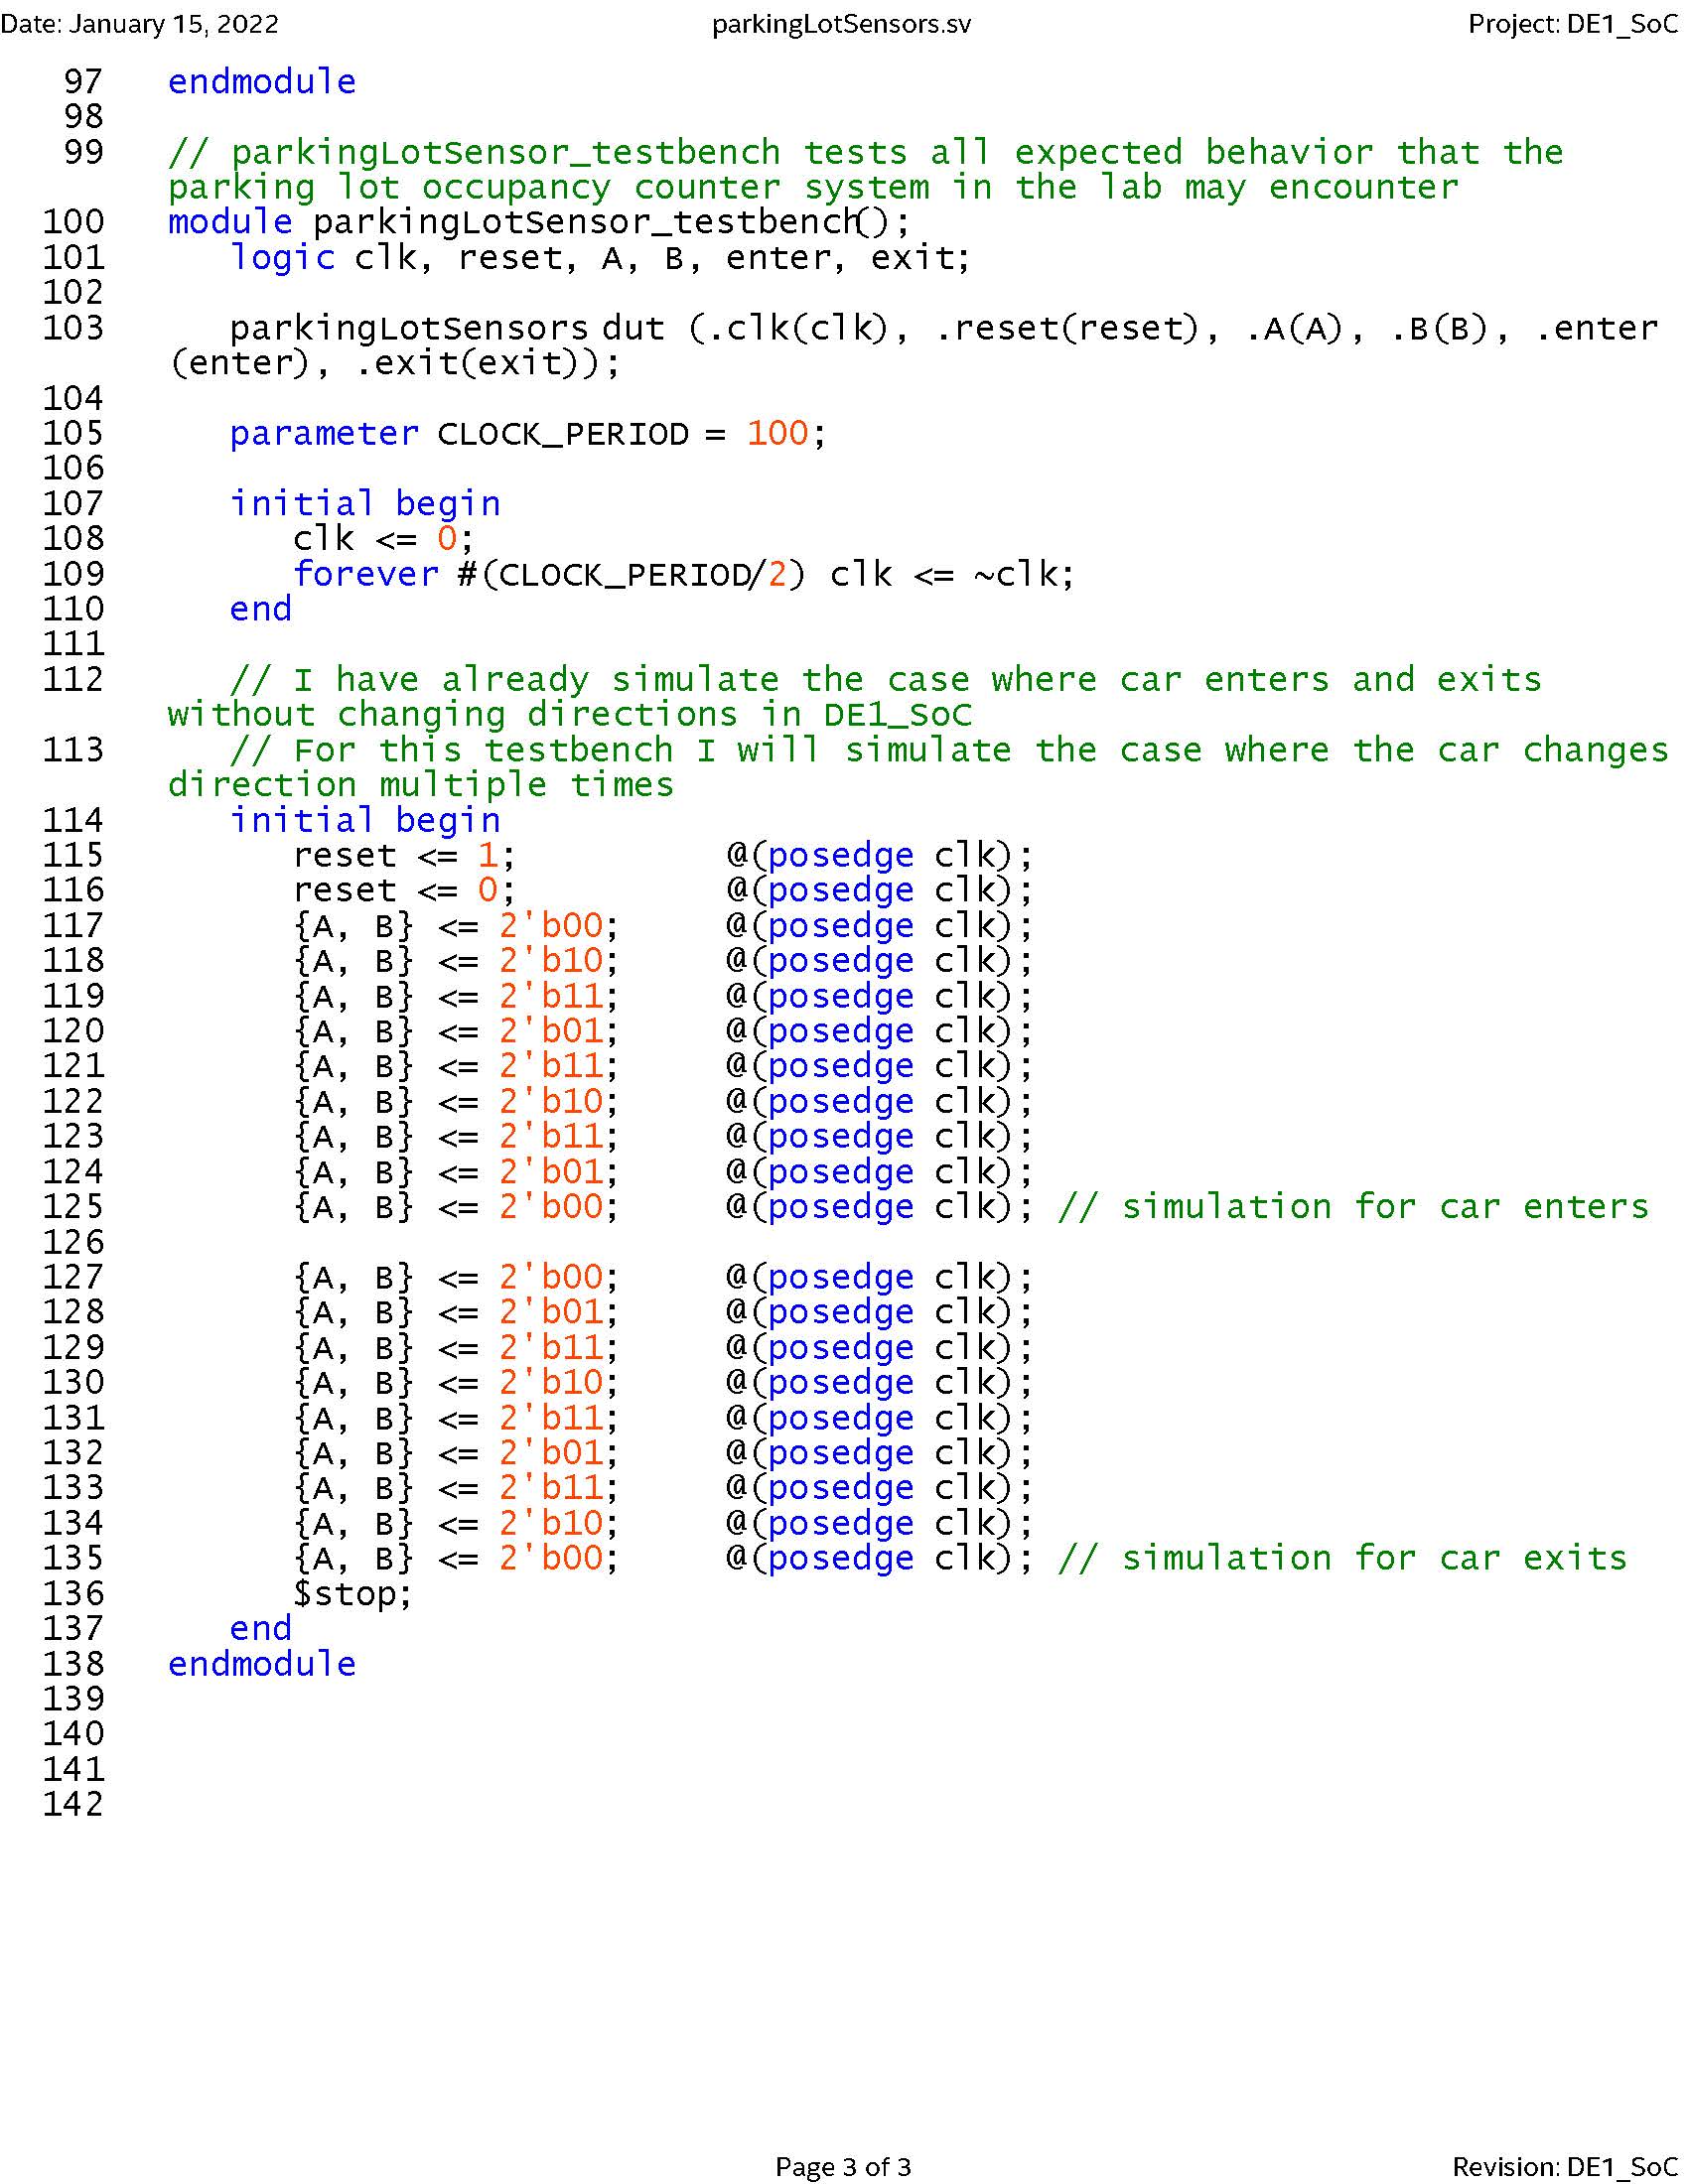 Date: January 15, 2022 parkingLotSensors.sv Project: DE1_SoC
97 endmodule
98
99 // parkingLotSensor_testbench tests all expected behavior that the
parking lot occupancy counter system in the lab may encounter
100 module parkingLotSensor_testbench();
101 logic clk, reset, A, B, enter, exit;
102
103 parkingLotSensors dut (.clk(clk), .reset(reset), .A(A), .B(B), .enter
(enter), .exit(exit));
104
105 parameter CLOCK_PERIOD = 100;
106
107 initial begin
108 clk <= 0;
109 forever #(CLOCK_PERIOD/2) clk <= ~clk;
110 end
111
112 // I have already simulate the case where car enters and exits
without changing directions in DE1_SoC
113 // For this testbench I will simulate the case where the car changes
direction multiple times
114 initial begin
115 reset <= 1; @(posedge clk);
116 reset <= 0; @(posedge clk);
117 {A, B} <= 2'b00; @(posedge clk);
118 {A, B} <= 2'b10; @(posedge clk);
119 {A, B} <= 2'b11; @(posedge clk);
120 {A, B} <= 2'b01; @(posedge clk);
121 {A, B} <= 2'b11; @(posedge clk);
122 {A, B} <= 2'b10; @(posedge clk);
123 {A, B} <= 2'b11; @(posedge clk);
124 {A, B} <= 2'b01; @(posedge clk);
125 {A, B} <= 2'b00; @(posedge clk); // simulation for car enters
126
127 {A, B} <= 2'b00; @(posedge clk);
128 {A, B} <= 2'b01; @(posedge clk);
129 {A, B} <= 2'b11; @(posedge clk);
130 {A, B} <= 2'b10; @(posedge clk);
131 {A, B} <= 2'b11; @(posedge clk);
132 {A, B} <= 2'b01; @(posedge clk);
133 {A, B} <= 2'b11; @(posedge clk);
134 {A, B} <= 2'b10; @(posedge clk);
135 {A, B} <= 2'b00; @(posedge clk); // simulation for car exits
136 $stop;
137 end
138 endmodule
139
140
141
142
Page 3 of 3 Revision: DE1_SoC